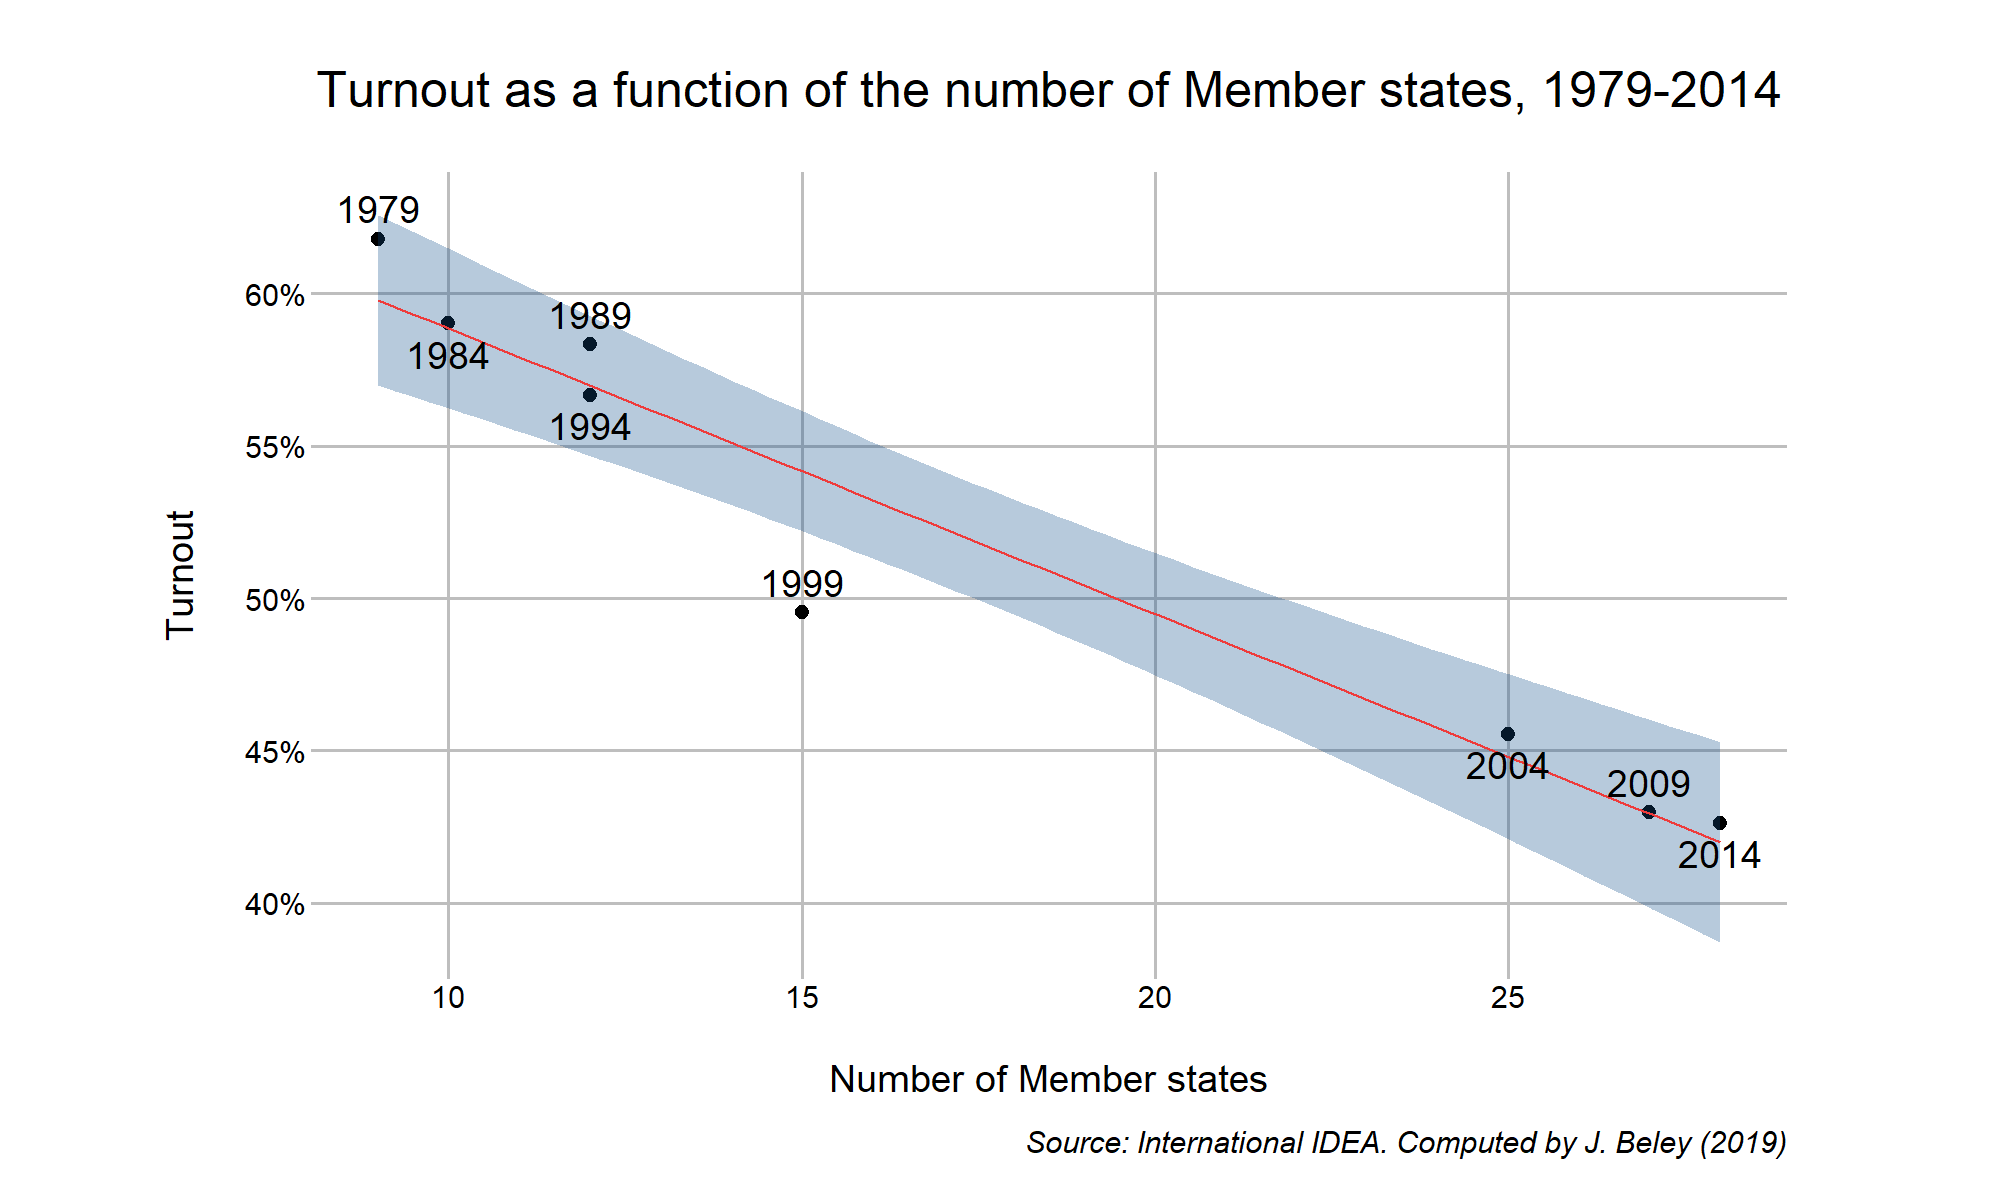 Turnout as a function of the number of Member states, 1979-2014
1979
60%
1989
1984
1994
55%
Turnout
1999
50%
45%
2004
2009
2014
40%
10 15 20 25
Number of Member states
Source: International IDEA. Computed by J. Beley (2019)